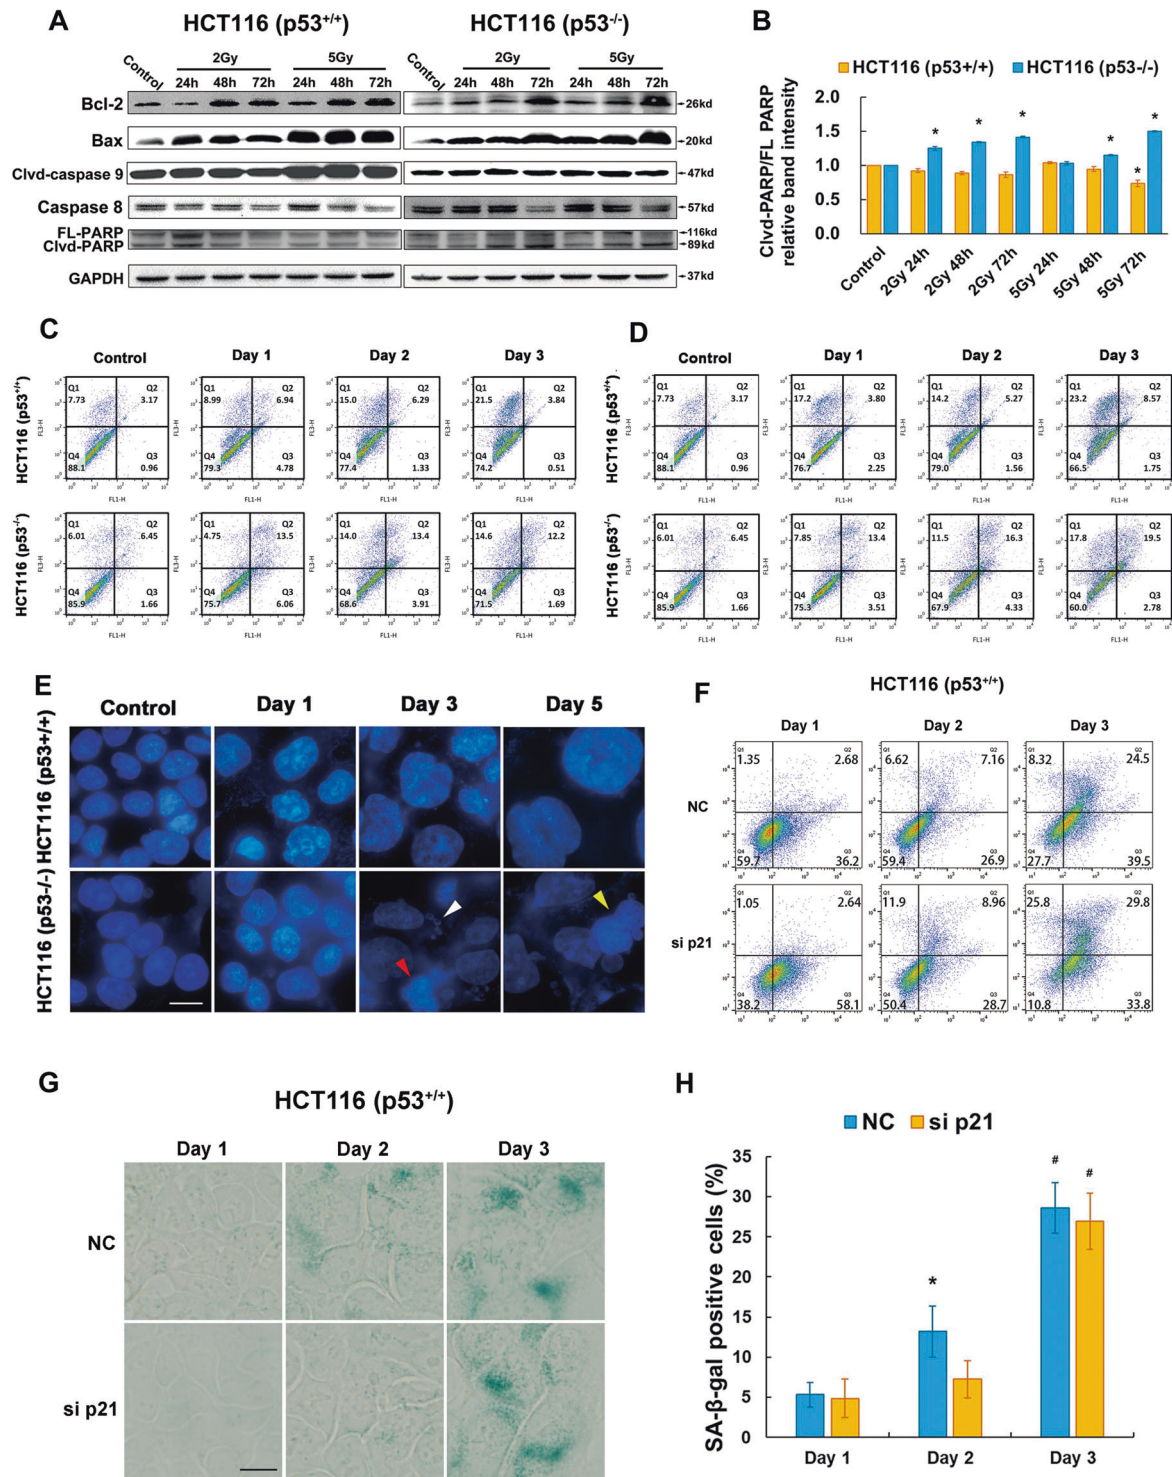 A
HCT116 (p53+/+)
HCT116 (p53-/-)
2Gy
5Gy
2Gy
5Gy
Control 24h 48h 72h 24h 48h 72h
Control 24h 48h 72h 24h 48h 72h
Bcl-2
26kd
Bax
20kd
Clvd-caspase 9
47kd
Caspase 8
57kd
FL-PARP
116kd
Clvd-PARP
89kd
GAPDH
37kd
B
HCT116 (p53+/+) HCT116 (p53-/-)
Clvd-PARP/FL PARP
relative band intensity
2.0
1.5
1.0
0.5
0.0
* * * * * *
Control 2Gy 24h 2Gy 48h 2Gy 72h 5Gy 24h 5Gy 48h 5Gy 72h
C
Control Day 1 Day 2 Day 3
HCT116 (p53+/+)
Q1 Q2 Q1 Q2 Q1 Q2 Q1 Q2
7.73 3.17 8.99 6.94 15.0 6.29 21.5 3.84
Q4 Q3 Q4 Q3 Q4 Q3 Q4 Q3
88.1 0.96 79.3 4.78 77.4 1.33 74.2 0.51
FL3-H
FL1-H FL1-H FL1-H FL1-H
HCT116 (p53-/-)
Q1 Q2 Q1 Q2 Q1 Q2 Q1 Q2
6.01 6.45 4.75 13.5 14.0 13.4 14.6 12.2
Q4 Q3 Q4 Q3 Q4 Q3 Q4 Q3
85.9 1.66 75.7 6.06 68.6 3.91 71.5 1.69
FL3-H
FL1-H FL1-H FL1-H FL1-H
D
Control Day 1 Day 2 Day 3
HCT116 (p53+/+)
Q1 Q2 Q1 Q2 Q1 Q2 Q1 Q2
7.73 3.17 17.2 3.80 14.2 5.27 23.2 8.57
Q4 Q3 Q4 Q3 Q4 Q3 Q4 Q3
88.1 0.96 76.7 2.25 79.0 1.56 66.5 1.75
FL3-H
FL1-H FL1-H FL1-H FL1-H
HCT116 (p53-/-)
Q1 Q2 Q1 Q2 Q1 Q2 Q1 Q2
6.01 6.45 7.85 13.4 11.5 16.3 17.8 19.5
Q4 Q3 Q4 Q3 Q4 Q3 Q4 Q3
85.9 1.66 75.3 3.51 67.9 4.33 60.0 2.78
FL3-H
FL1-H FL1-H FL1-H FL1-H
E
Control Day 1 Day 3 Day 5
HCT116 (p53+/+)
HCT116 (p53-/-)
F
HCT116 (p53+/+)
Day 1 Day 2 Day 3
NC
Q1 Q2 Q1 Q2 Q1 Q2
1.35 2.68 6.62 7.16 8.32 24.5
Q4 Q3 Q4 Q3 Q4 Q3
59.7 36.2 59.4 26.9 27.7 39.5
si p21
Q1 Q2 Q1 Q2 Q1 Q2
1.05 2.64 11.9 8.96 25.8 29.8
Q4 Q3 Q4 Q3 Q4 Q3
38.2 58.1 50.4 28.7 10.8 33.8
G
HCT116 (p53+/+)
Day 1 Day 2 Day 3
NC
si p21
H
NC si p21
SA-β-gal positive cells (%)
35
30
25
20
15
10
5
0
* # #
Day 1 Day 2 Day 3